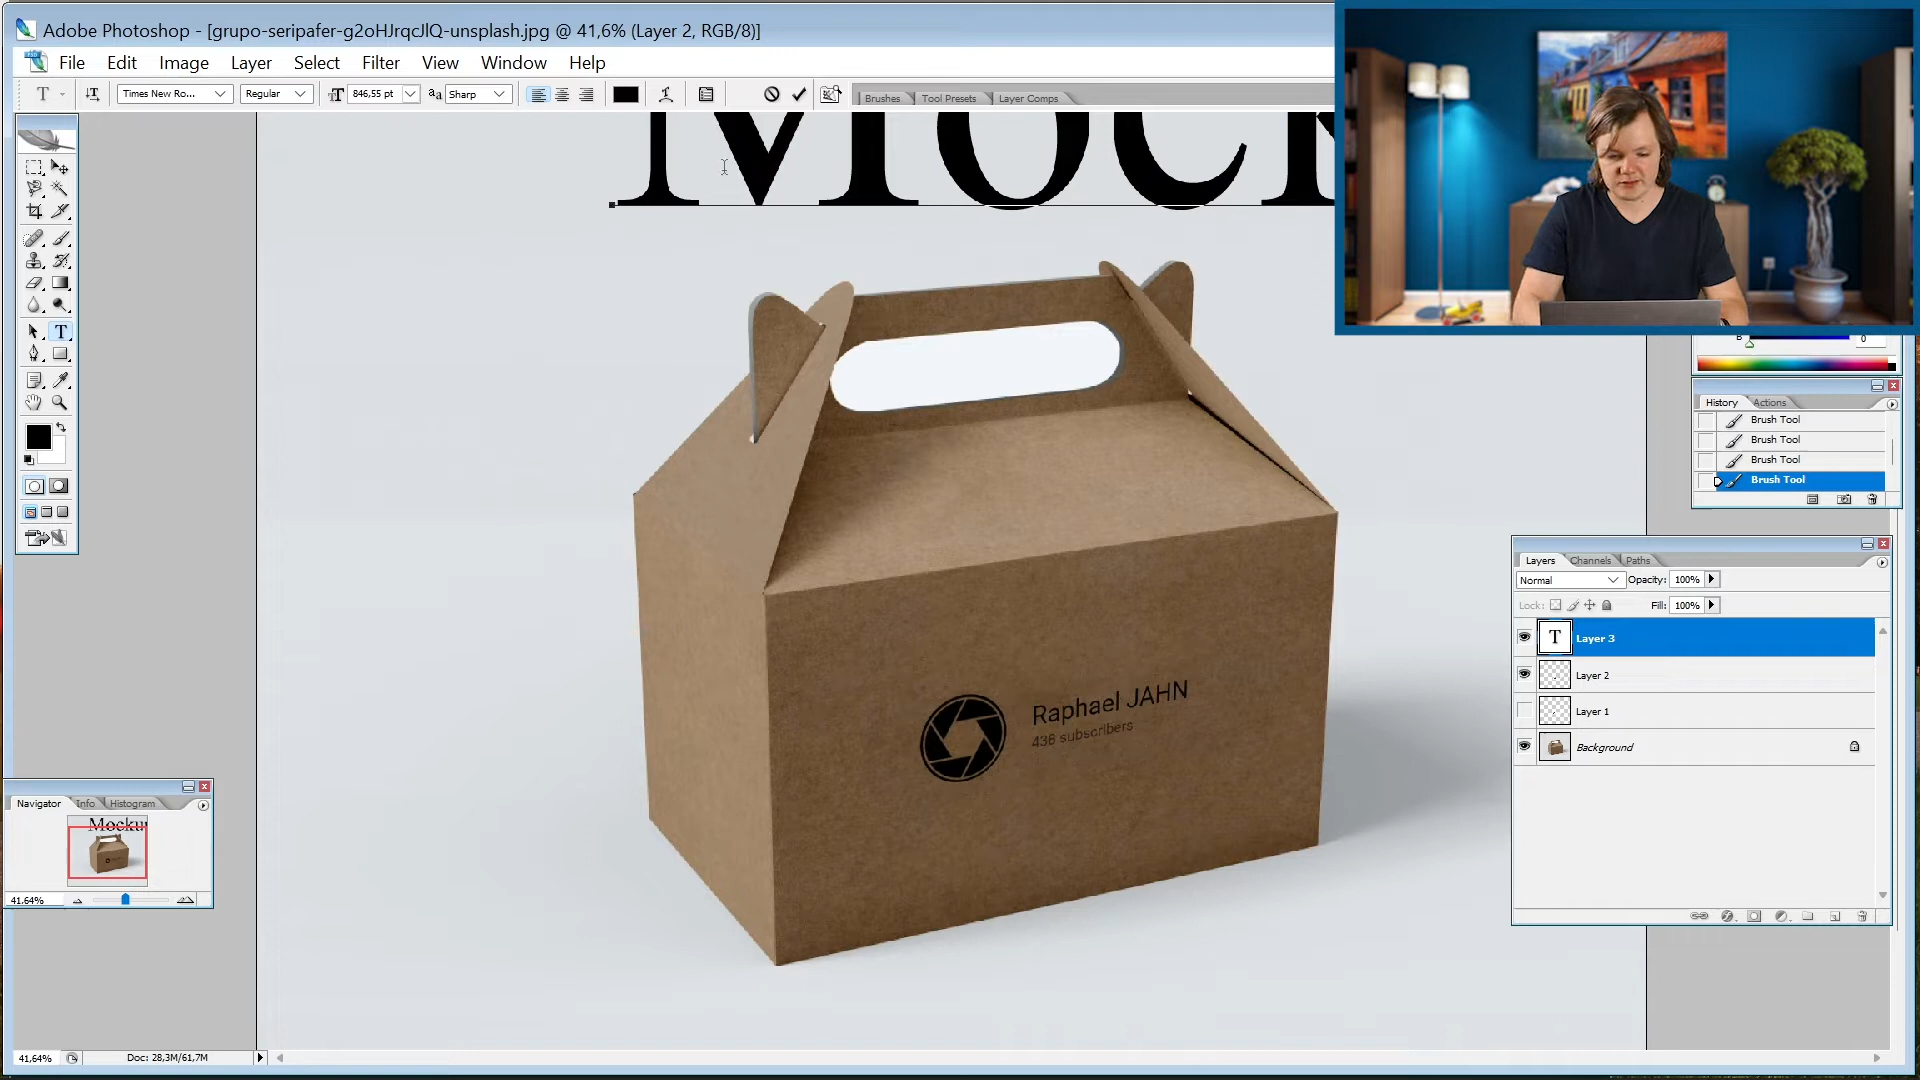 Adobe Photoshop - [grupo-seripafer-g2oHJrqcJlQ-unsplash.jpg @ 41,6% (Layer 2, RGB/8)]
File Edit Image Layer Select Filter View Window Help
T Times New Ro... Regular 846,55 pt aa Sharp
Brushes Tool Presets Layer Comps
Mock
B 0
History Actions
Brush Tool
Brush Tool
Brush Tool
Brush Tool
Layers Channels Paths
Normal Opacity: 100%
Lock: Fill: 100%
T Layer 3
Layer 2
Layer 1
Background
Raphael JAHN
438 subscribers
Navigator Info Histogram
Mocku
41.64%
41,64% Doc: 28,3M/61,7M